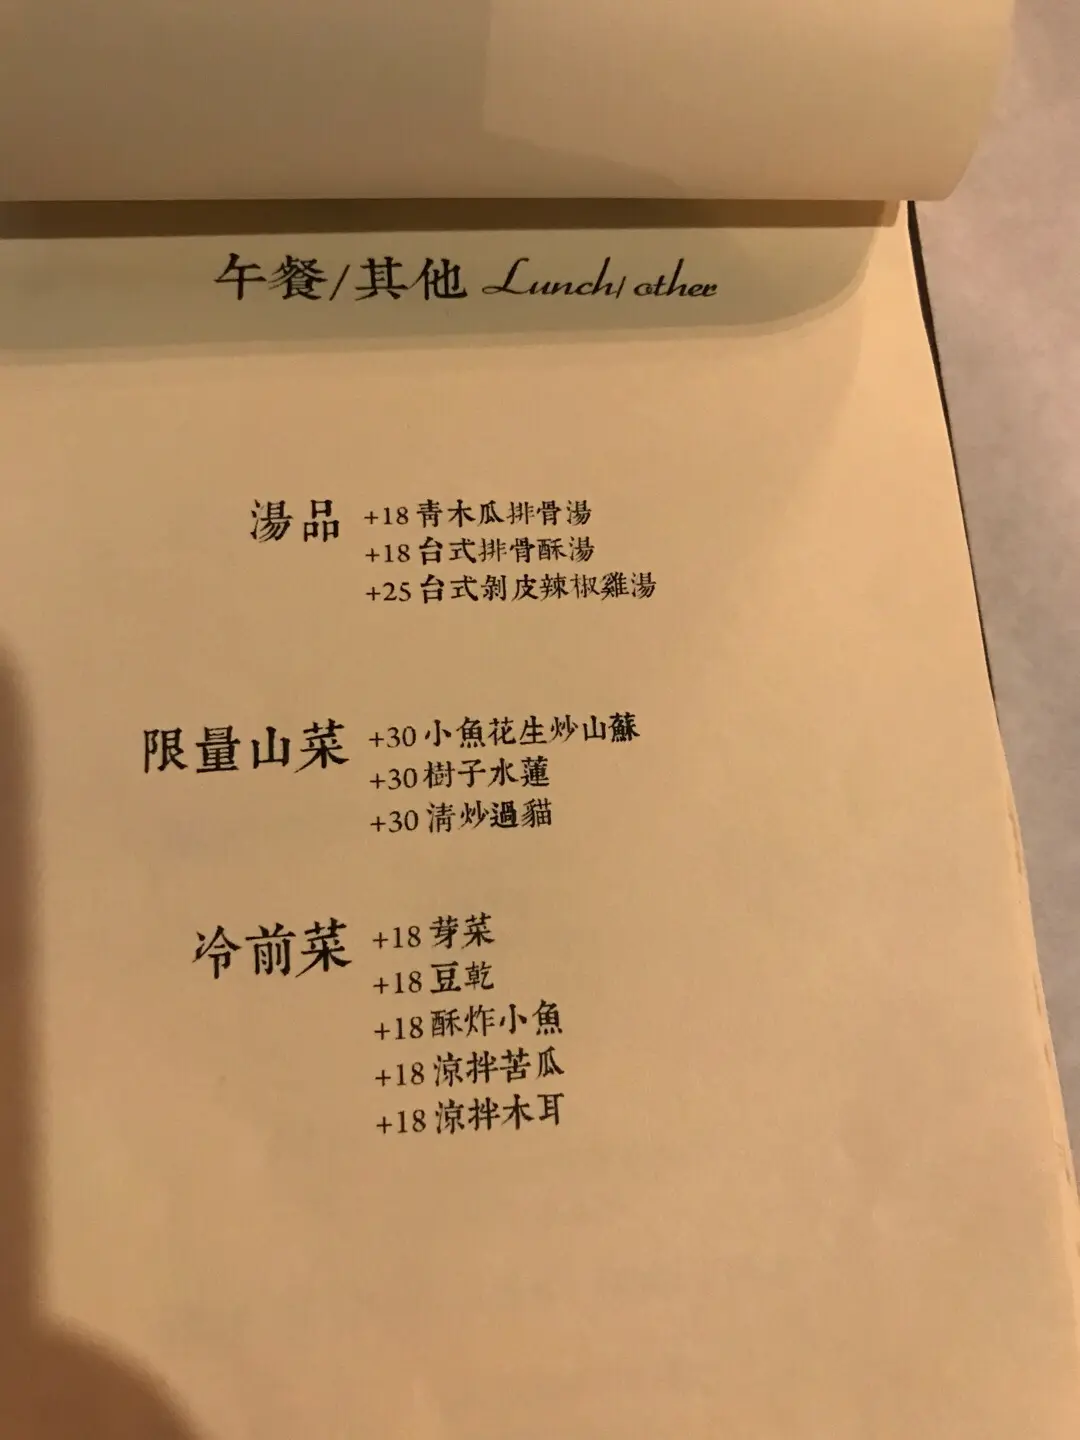 午餐/其他 Lunch/other
湯品 +18 青木瓜排骨湯
+18 台式排骨酥湯
+25 台式剝皮辣椒雞湯
限量山菜 +30 小魚花生炒山蘇
+30 樹子水蓮
+30 清炒過貓
冷前菜 +18 芽菜
+18 豆乾
+18 酥炸小魚
+18 涼拌苦瓜
+18 涼拌木耳